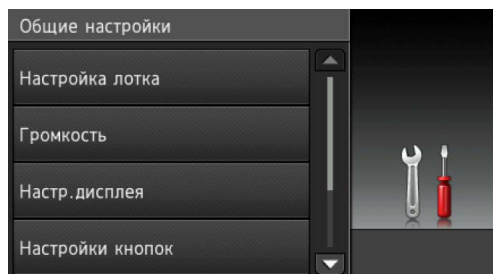 Общие настройки
Настройка лотка
Громкость
Настр.дисплея
Настройки кнопок